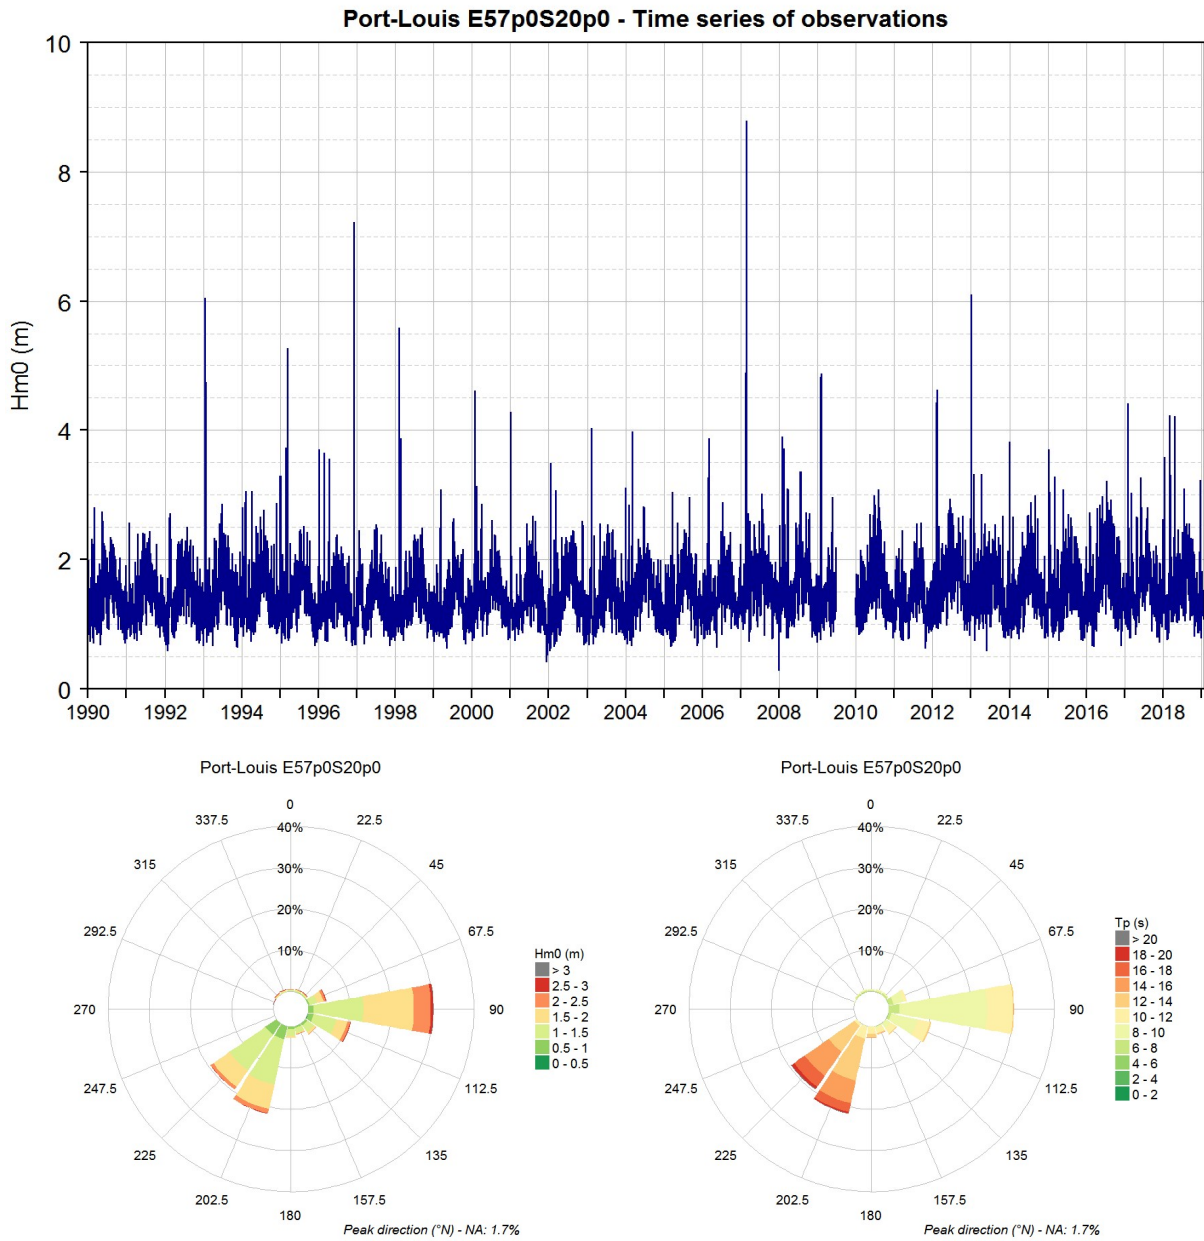 Port-Louis E57p0S20p0 - Time series of observations
10
8
6
4
2
0
Hm0 (m)
1990 1992 1994 1996 1998 2000 2002 2004 2006 2008 2010 2012 2014 2016 2018
Port-Louis E57p0S20p0
0
22.5
45
67.5
90
112.5
135
157.5
180
202.5
225
247.5
270
292.5
315
337.5
40%
30%
20%
10%
Hm0 (m)
> 3
2.5 - 3
2 - 2.5
1.5 - 2
1 - 1.5
0.5 - 1
0 - 0.5
Peak direction (°N) - NA: 1.7%
Port-Louis E57p0S20p0
0
22.5
45
67.5
90
112.5
135
157.5
180
202.5
225
247.5
270
292.5
315
337.5
40%
30%
20%
10%
Tp (s)
> 20
18 - 20
16 - 18
14 - 16
12 - 14
10 - 12
8 - 10
6 - 8
4 - 6
2 - 4
0 - 2
Peak direction (°N) - NA: 1.7%